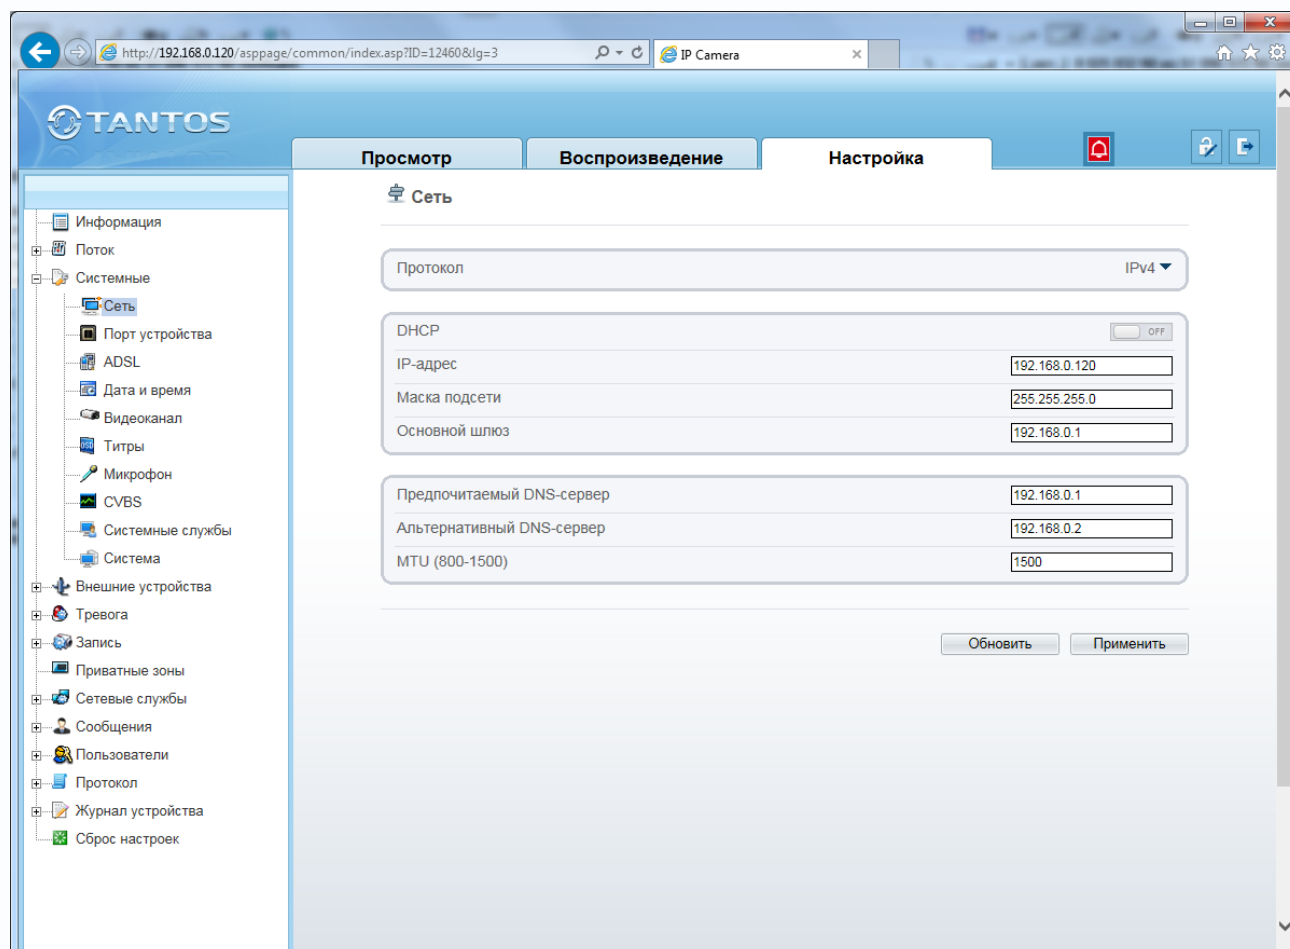 http://192.168.0.120/asppage/common/index.asp?ID=12460&lg=3
IP Camera
TANTOS
Просмотр
Воспроизведение
Настройка
Сеть
Информация
Поток
Системные
Сеть
Порт устройства
ADSL
Дата и время
Видеоканал
OSD Титры
Микрофон
CVBS
Системные службы
Система
Внешние устройства
Тревога
Запись
Приватные зоны
Сетевые службы
Сообщения
Пользователи
Протокол
Журнал устройства
Сброс настроек
Протокол IPv4
DHCP OFF
IP-адрес 192.168.0.120
Маска подсети 255.255.255.0
Основной шлюз 192.168.0.1
Предпочитаемый DNS-сервер 192.168.0.1
Альтернативный DNS-сервер 192.168.0.2
MTU (800-1500) 1500
Обновить Применить